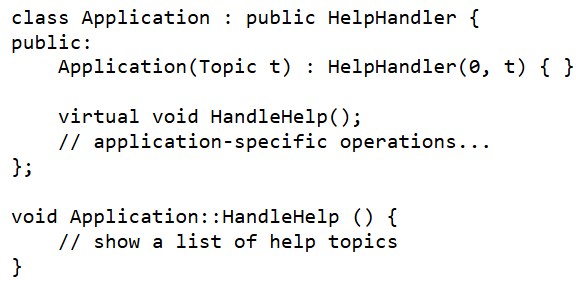 class Application : public HelpHandler {
public:
    Application(Topic t) : HelpHandler(0, t) { }

    virtual void HandleHelp();
    // application-specific operations...
};

void Application::HandleHelp () {
    // show a list of help topics
}